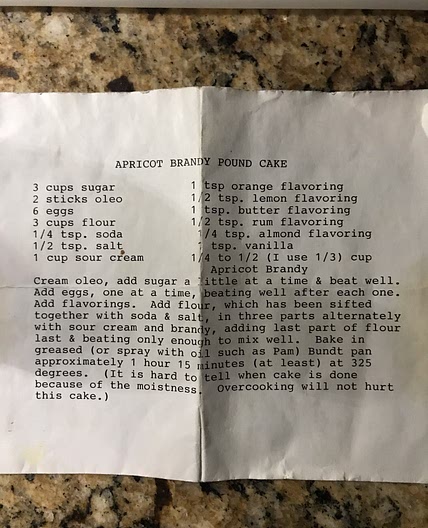 APRICOT BRANDY POUND CAKE
3 cups sugar
2 sticks oleo
6 eggs
3 cups flour
1/4 tsp. soda
1/2 tsp. salt
1 cup sour cream
1 tsp orange flavoring
1/2 tsp. lemon flavoring
1 tsp. butter flavoring
1/2 tsp. rum flavoring
1/4 tsp. almond flavoring
1 tsp. vanilla
1/4 to 1/2 (I use 1/3) cup
Apricot Brandy
Cream oleo, add sugar a little at a time & beat well.
Add eggs, one at a time, beating well after each one.
Add flavorings. Add flour, which has been sifted
together with soda & salt, in three parts alternately
with sour cream and brandy, adding last part of flour
last & beating only enough to mix well. Bake in
greased (or spray with oil such as Pam) Bundt pan
approximately 1 hour 15 minutes (at least) at 325
degrees. (It is hard to tell when cake is done
because of the moistness. Overcooking will not hurt
this cake.)